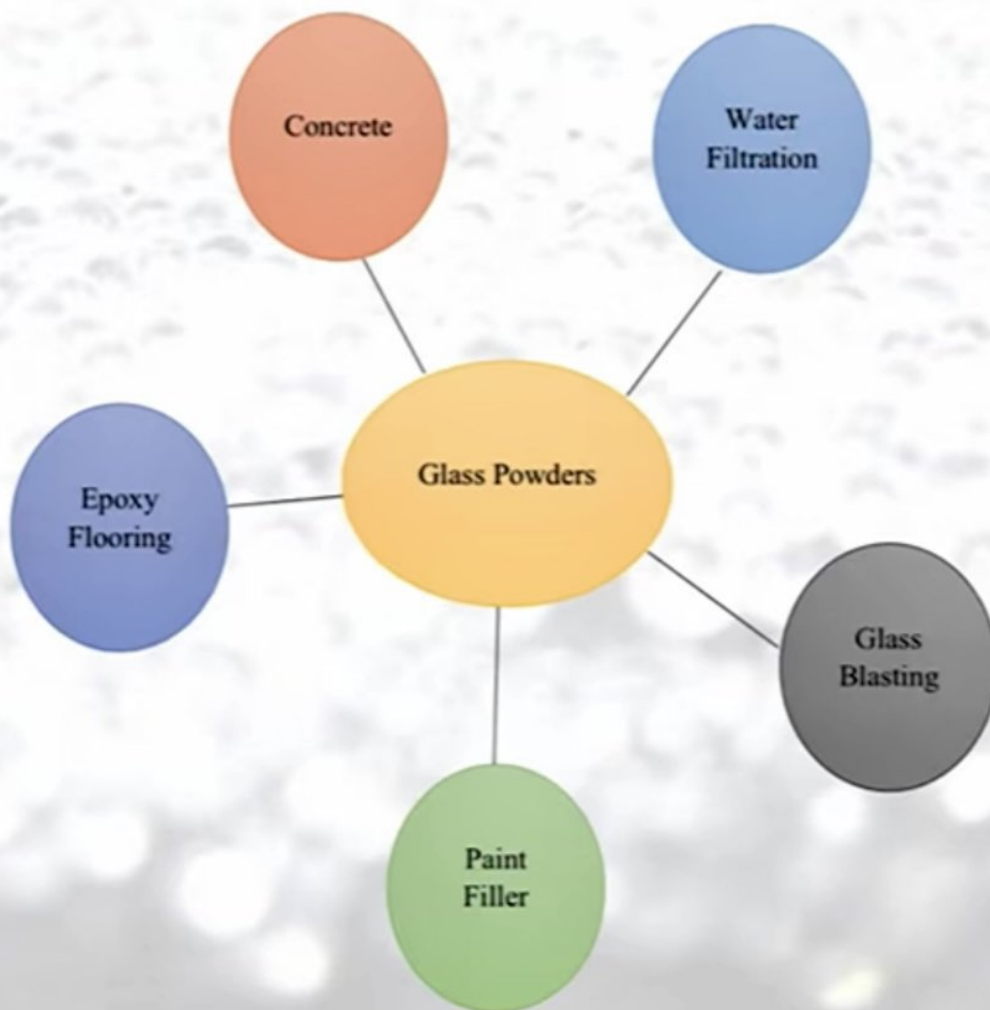 Concrete
Water
Filtration
Glass Powders
Epoxy
Flooring
Glass
Blasting
Paint
Filler